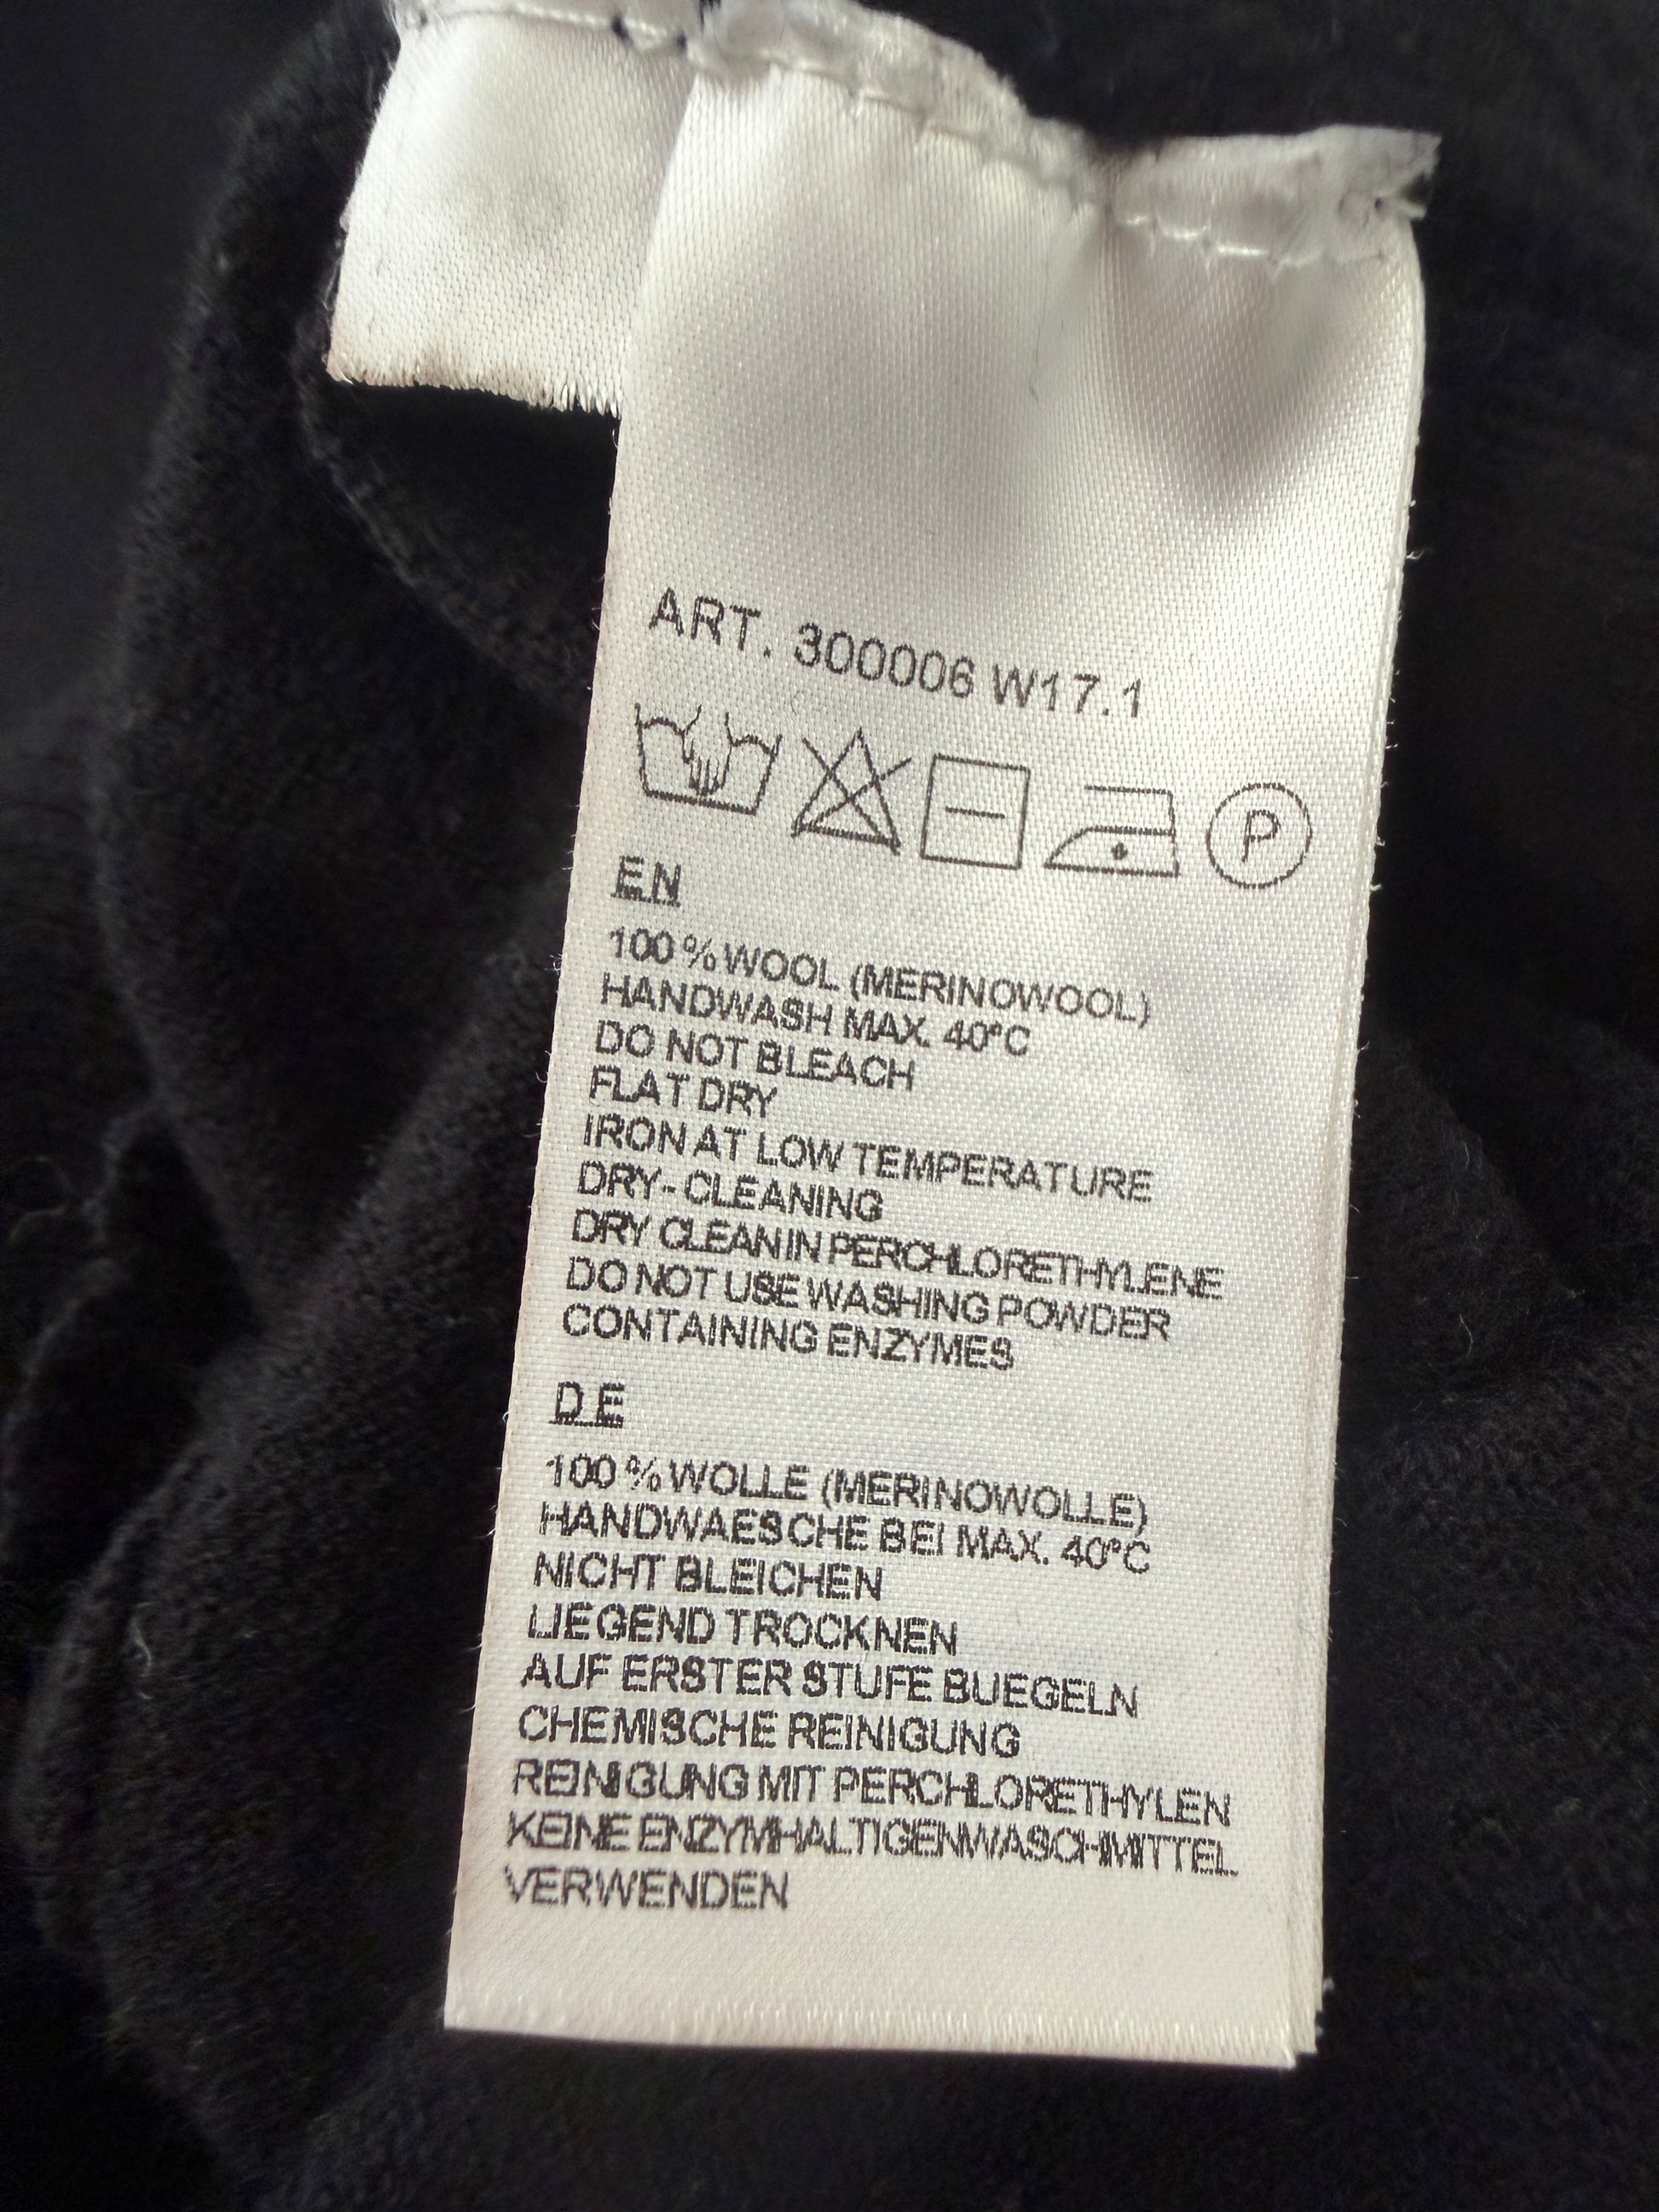 ART. 300006 W17.1
P
EN
100 % WOOL (MERINOWOOL)
HANDWASH MAX. 40°C
DO NOT BLEACH
FLAT DRY
IRON AT LOW TEMPERATURE
DRY-CLEANING
DRY CLEAN IN PERCHLORETHYLENE
DO NOT USE WASHING POWDER
CONTAINING ENZYMES
DE
100 % WOLLE (MERINOWOLLE)
HANDWAESCHE BEI MAX. 40°C
NICHT BLEICHEN
LIEGEND TROCKNEN
AUF ERSTER STUFE BUEGELN
CHEMISCHE REINIGUNG
REINIGUNG MIT PERCHLORETHYLEN
KEINE ENZYMHALTIGEN WASCHMITTEL
VERWENDEN